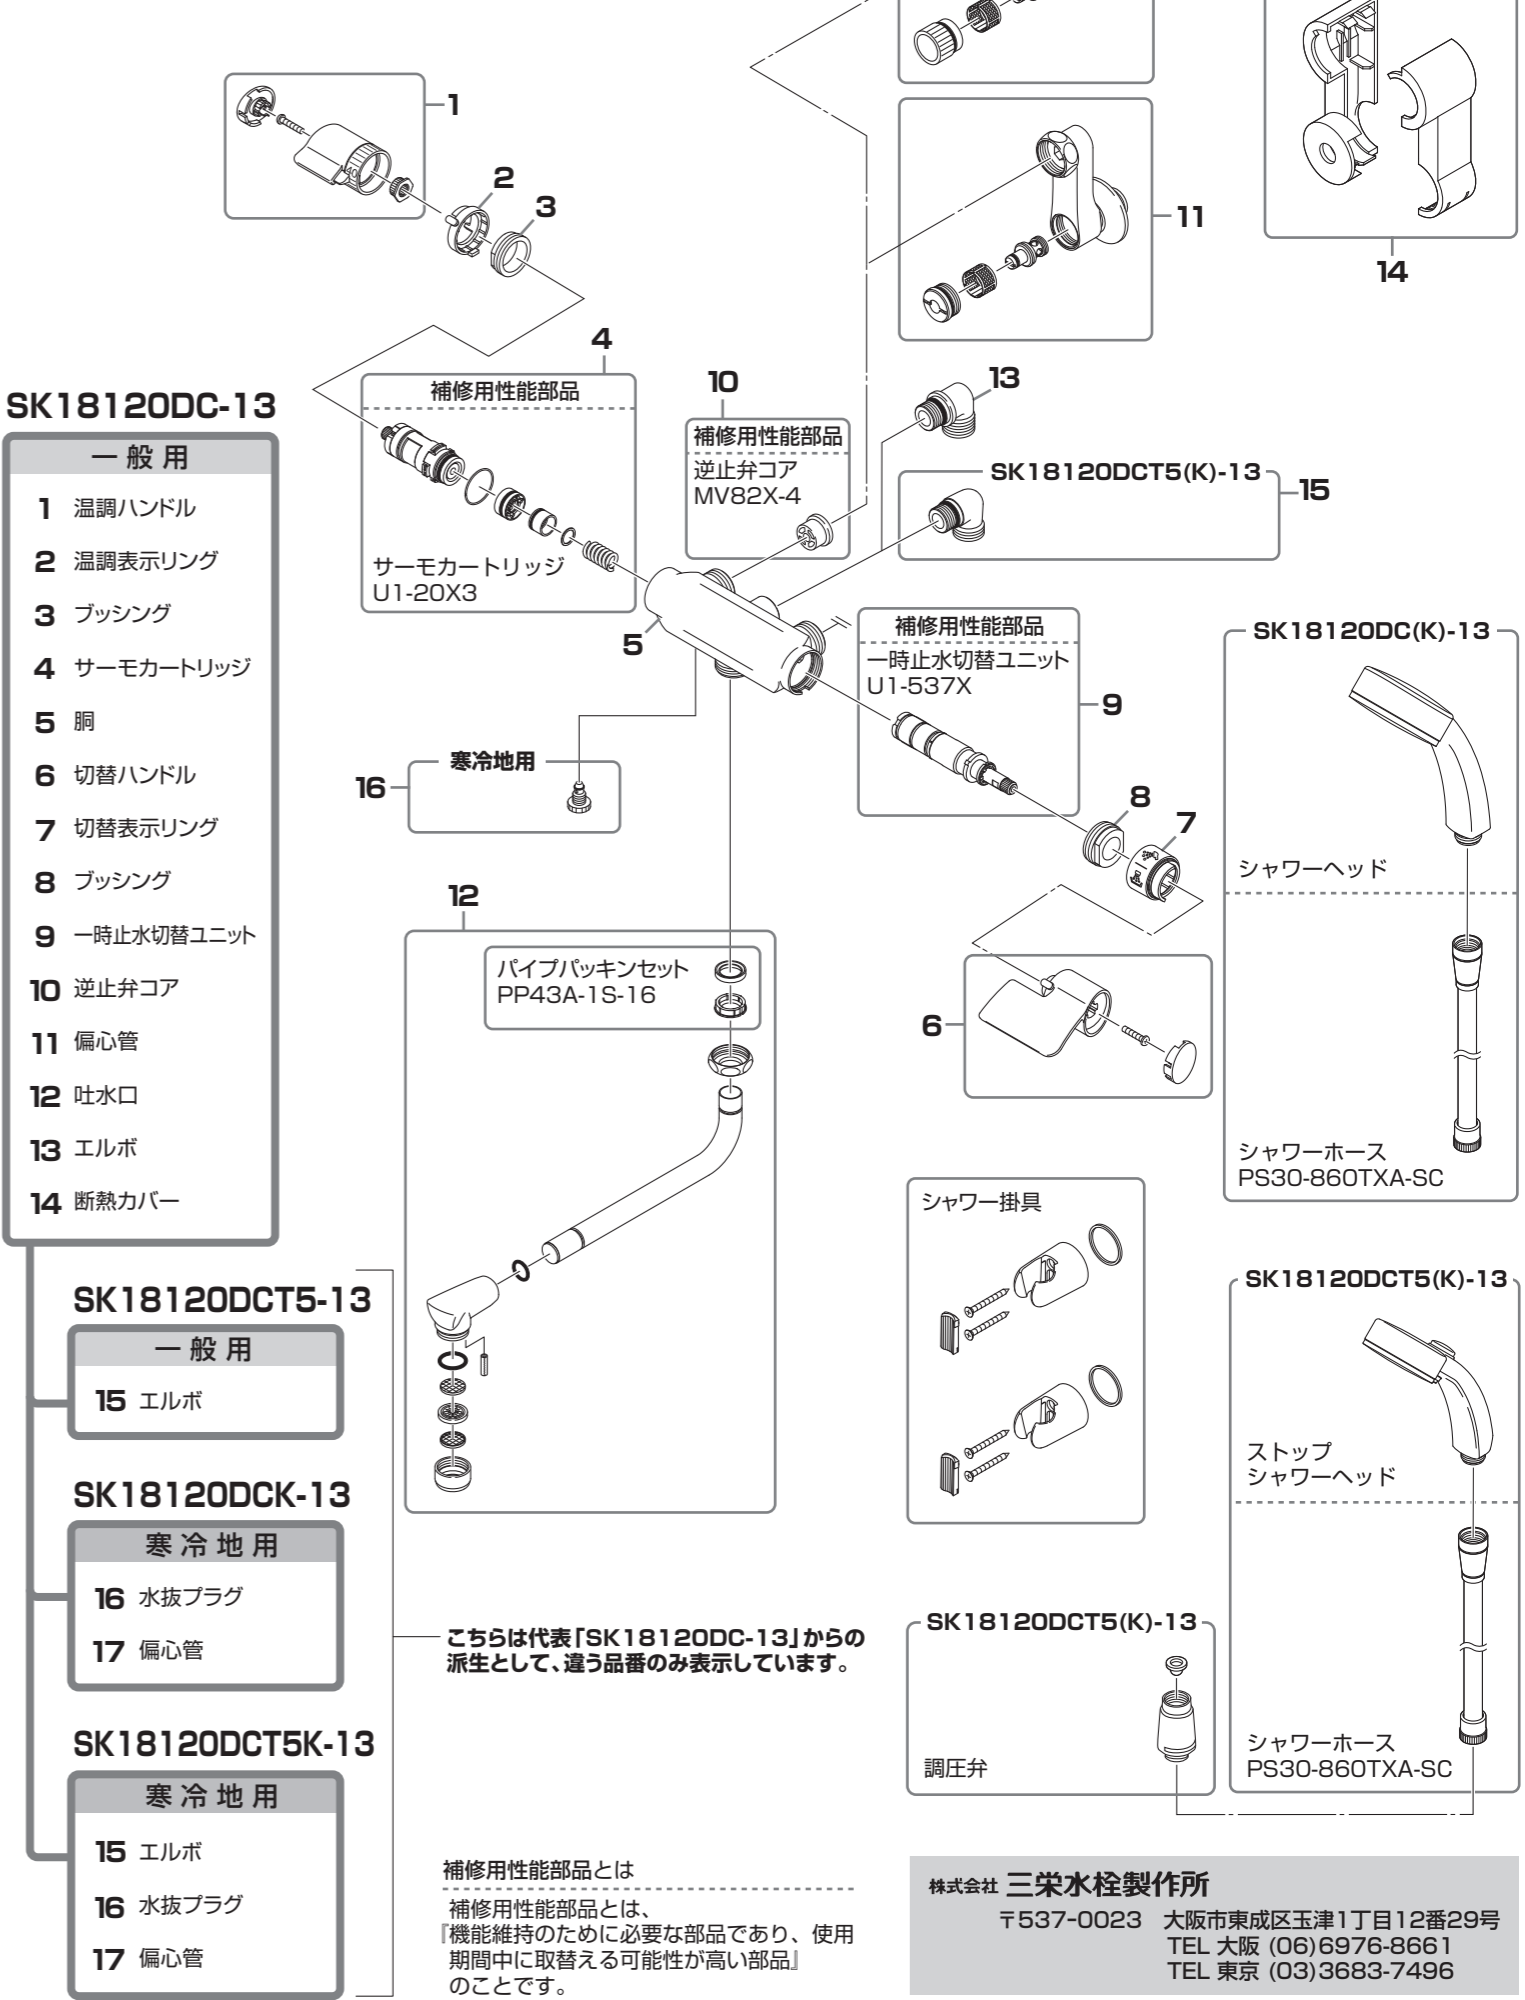 1
2
3
11
14
4
補修用性能部品
サーモカートリッジ
U1-20X3
10
補修用性能部品
逆止弁コア
MV82X-4
13
SK18120DCT5(K)-13
15
5
補修用性能部品
一時止水切替ユニット
U1-537X
9
8
7
6
寒冷地用
16
12
パイプパッキンセット
PP43A-1S-16
SK18120DC-13
一般用
1 温調ハンドル
2 温調表示リング
3 ブッシング
4 サーモカートリッジ
5 胴
6 切替ハンドル
7 切替表示リング
8 ブッシング
9 一時止水切替ユニット
10 逆止弁コア
11 偏心管
12 吐水口
13 エルボ
14 断熱カバー
SK18120DCT5-13
一般用
15 エルボ
SK18120DCK-13
寒冷地用
16 水抜プラグ
17 偏心管
SK18120DCT5K-13
寒冷地用
15 エルボ
16 水抜プラグ
17 偏心管
こちらは代表「SK18120DC-13」からの
派生として、違う品番のみ表示しています。
SK18120DC(K)-13
シャワーヘッド
シャワーホース
PS30-860TXA-SC
シャワー掛具
SK18120DCT5(K)-13
ストップ
シャワーヘッド
シャワーホース
PS30-860TXA-SC
SK18120DCT5(K)-13
調圧弁
補修用性能部品とは
補修用性能部品とは、
『機能維持のために必要な部品であり、使用
期間中に取替える可能性が高い部品』
のことです。
株式会社 三栄水栓製作所
〒537-0023 大阪市東成区玉津1丁目12番29号
TEL 大阪 (06)6976-8661
TEL 東京 (03)3683-7496
40